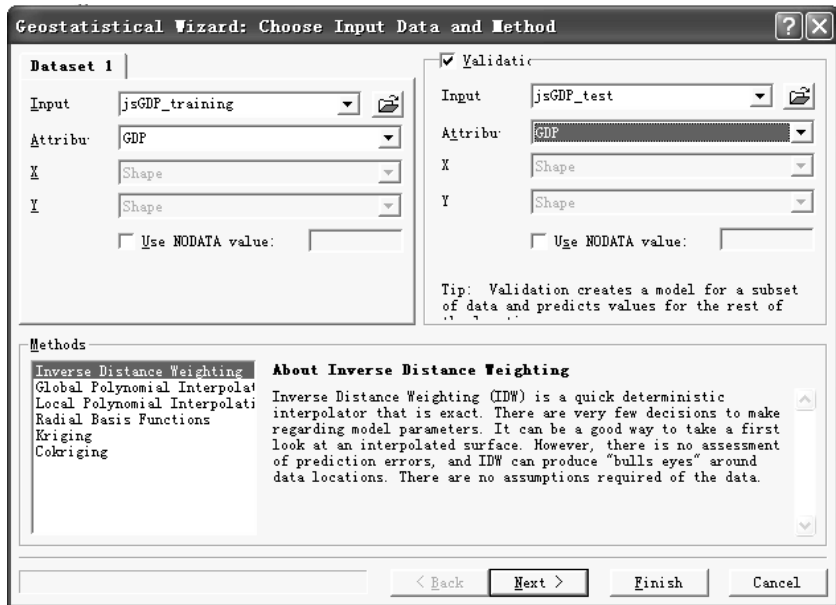 Geostatistical Wizard: Choose Input Data and Method
Dataset 1
Input jsGDP_training
Attribu GDP
X Shape
Y Shape
Use NODATA value:
Validatic
Input jsGDP_test
Attribu GDP
X Shape
Y Shape
Use NODATA value:
Tip: Validation creates a model for a subset
of data and predicts values for the rest of
Methods
Inverse Distance Weighting
Global Polynomial Interpolat
Local Polynomial Interpolati
Radial Basis Functions
Kriging
Cokriging
About Inverse Distance Weighting
Inverse Distance Weighting (IDW) is a quick deterministic
interpolator that is exact. There are very few decisions to make
regarding model parameters. It can be a good way to take a first
look at an interpolated surface. However, there is no assessment
of prediction errors, and IDW can produce "bulls eyes" around
data locations. There are no assumptions required of the data.
< Back
Next >
Finish
Cancel